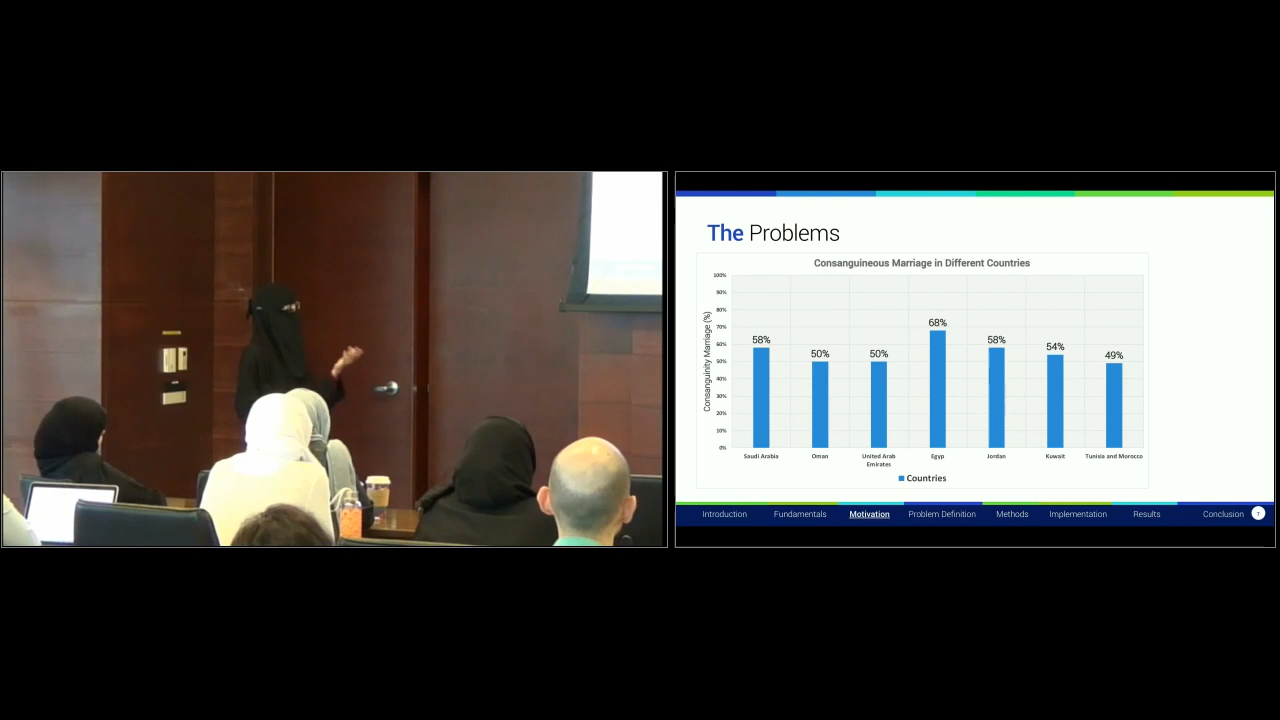 The Problems
Consanguineous Marriage in Different Countries
Consanguinity Marriage (%)
100%
90%
80%
70%
60%
50%
40%
30%
20%
10%
0%
58%
50%
50%
68%
58%
54%
49%
Saudi Arabia
Oman
United Arab
Emirates
Egyp
Jordan
Kuwait
Tunisia and Morocco
Countries
Introduction Fundamentals Motivation Problem Definition Methods Implementation Results Conclusion 7